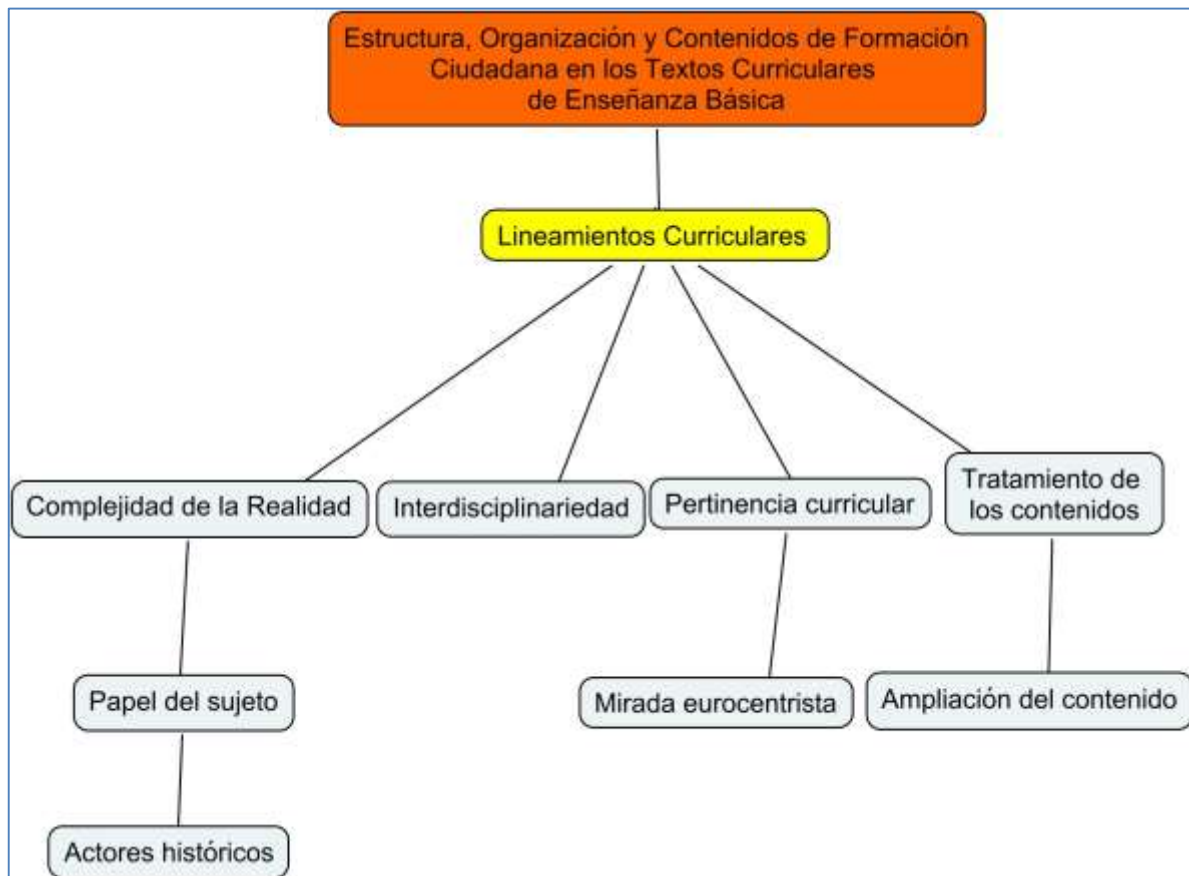 Estructura, Organización y Contenidos de Formación
Ciudadana en los Textos Curriculares
de Enseñanza Básica
Lineamientos Curriculares
Complejidad de la Realidad
Interdisciplinariedad
Pertinencia curricular
Tratamiento de
los contenidos
Papel del sujeto
Mirada eurocentrista
Ampliación del contenido
Actores históricos